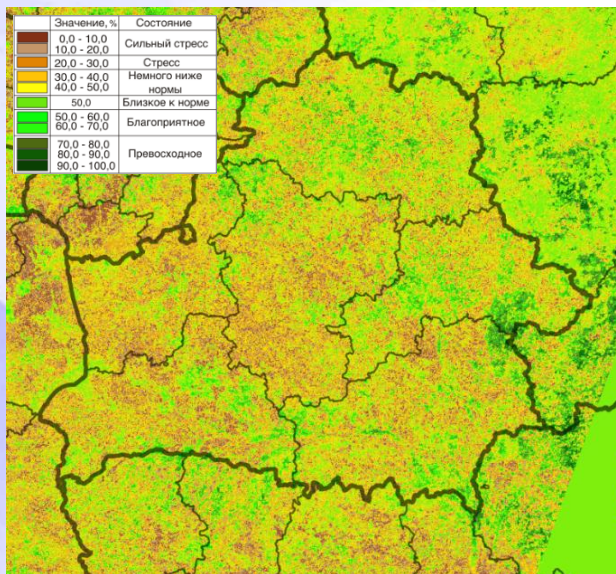 Значение, % Состояние
0,0 - 10,0
10,0 - 20,0 Сильный стресс
20,0 - 30,0 Стресс
30,0 - 40,0 Немного ниже
40,0 - 50,0 нормы
50,0 Близкое к норме
50,0 - 60,0 Благоприятное
60,0 - 70,0
70,0 - 80,0
80,0 - 90,0 Превосходное
90,0 - 100,0